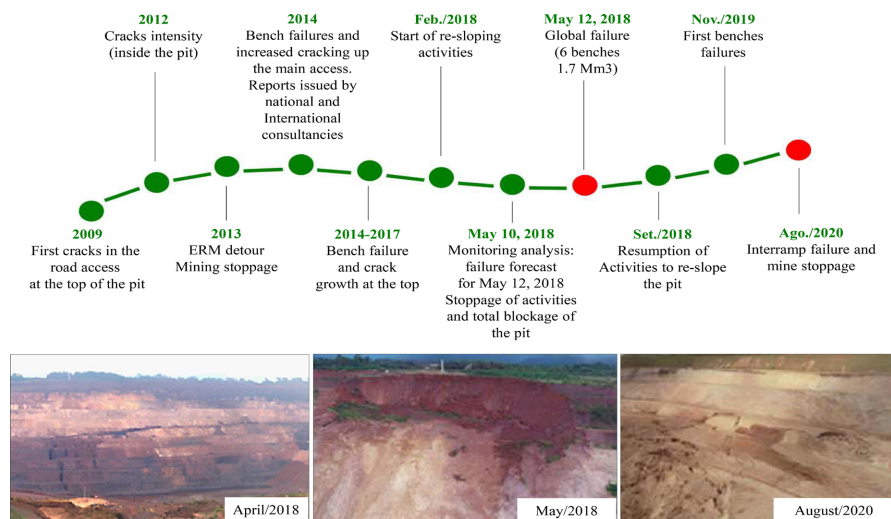 2012
Cracks intensity
(inside the pit)
2014
Bench failures and
increased cracking up
the main access.
Reports issued by
national and
International
consultancies
Feb./2018
Start of re-sloping
activities
May 12, 2018
Global failure
(6 benches
1.7 Mm3)
Nov./2019
First benches
failures
2009
First cracks in the
road access
at the top of the pit
2013
ERM detour
Mining stoppage
2014-2017
Bench failure
and crack
growth at the top
May 10, 2018
Monitoring analysis:
failure forecast
for May 12, 2018
Stoppage of activities
and total blockage of
the pit
Set./2018
Resumption of
Activities to re-slope
the pit
Ago./2020
Interramp failure and
mine stoppage
April/2018
May/2018
August/2020